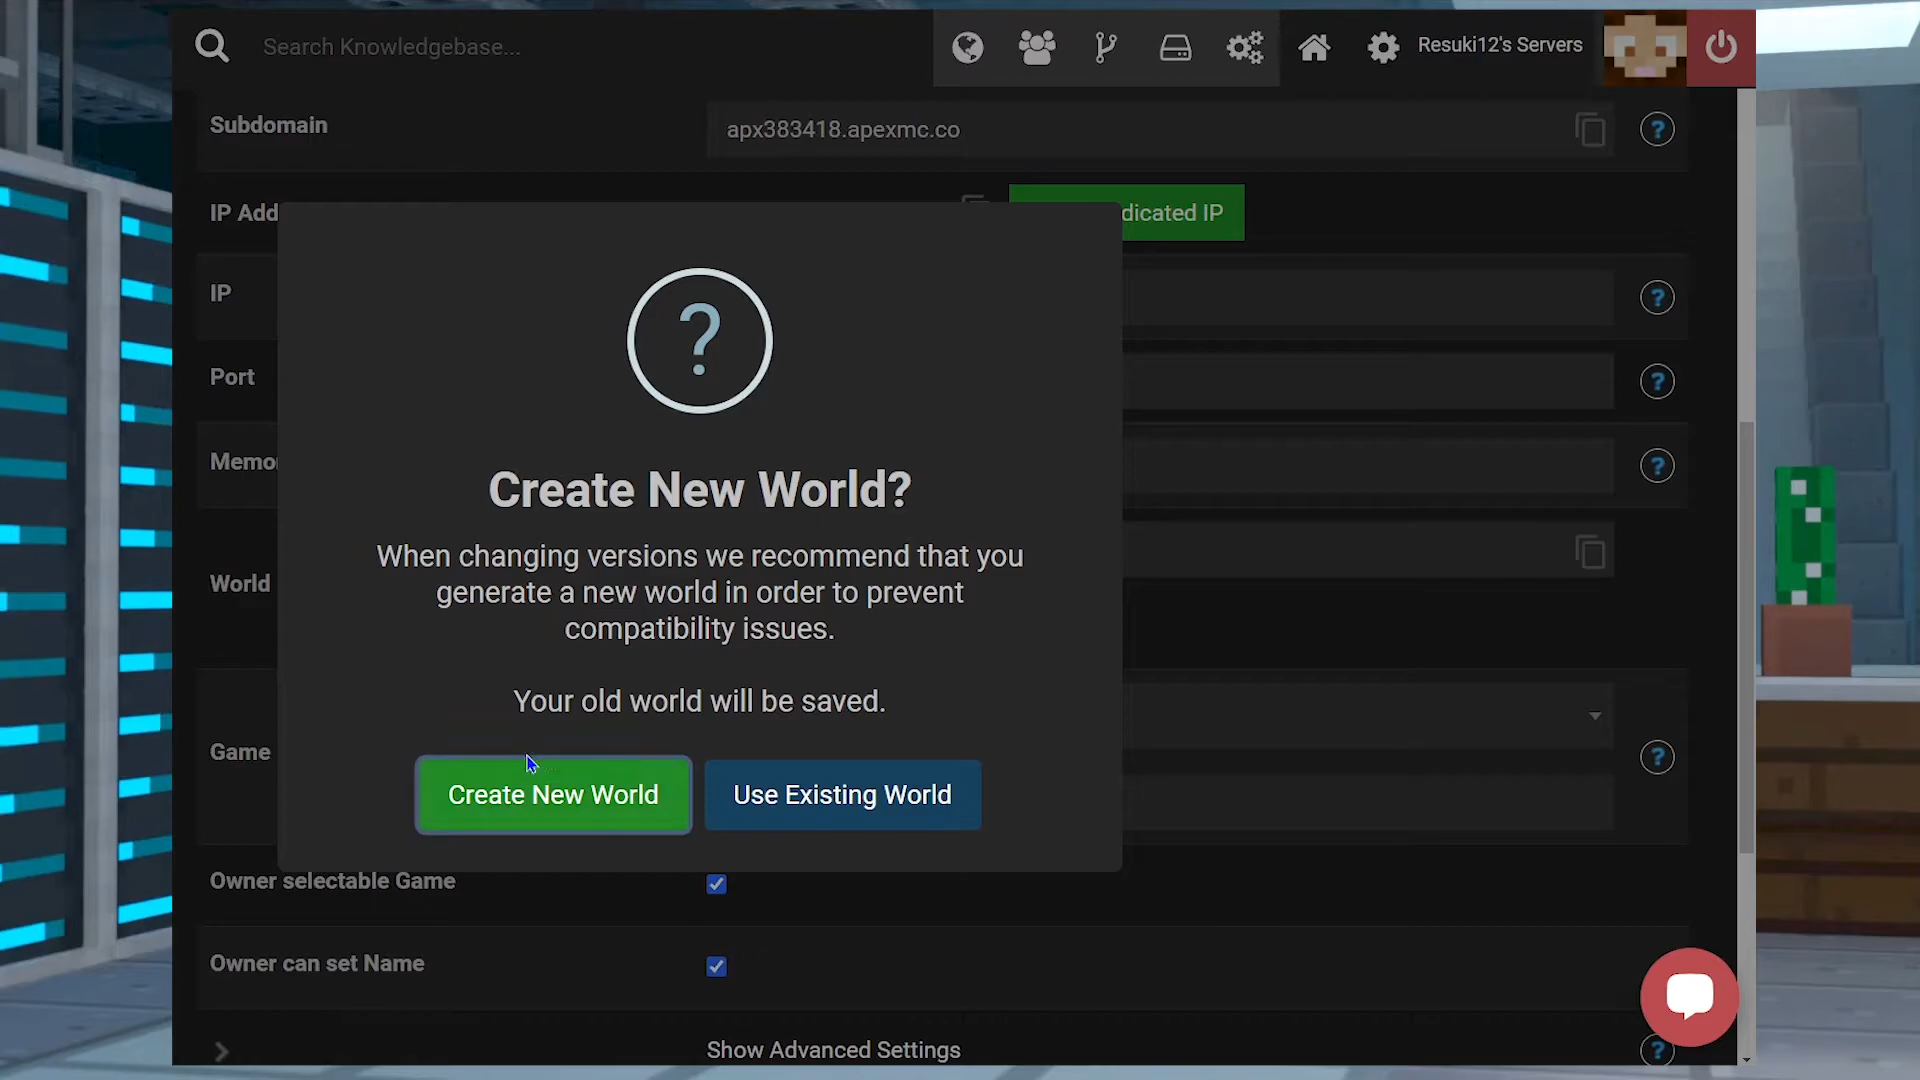 Search Knowledgebase...
Resuki12's Servers
Subdomain
apx383418.apexmc.co
?
IP Add
dicated IP
IP
?
Port
?
Memo
?
World
?
Create New World?
When changing versions we recommend that you
generate a new world in order to prevent
compatibility issues.
Your old world will be saved.
Create New World
Use Existing World
Game
?
Owner selectable Game
Owner can set Name
Show Advanced Settings
?